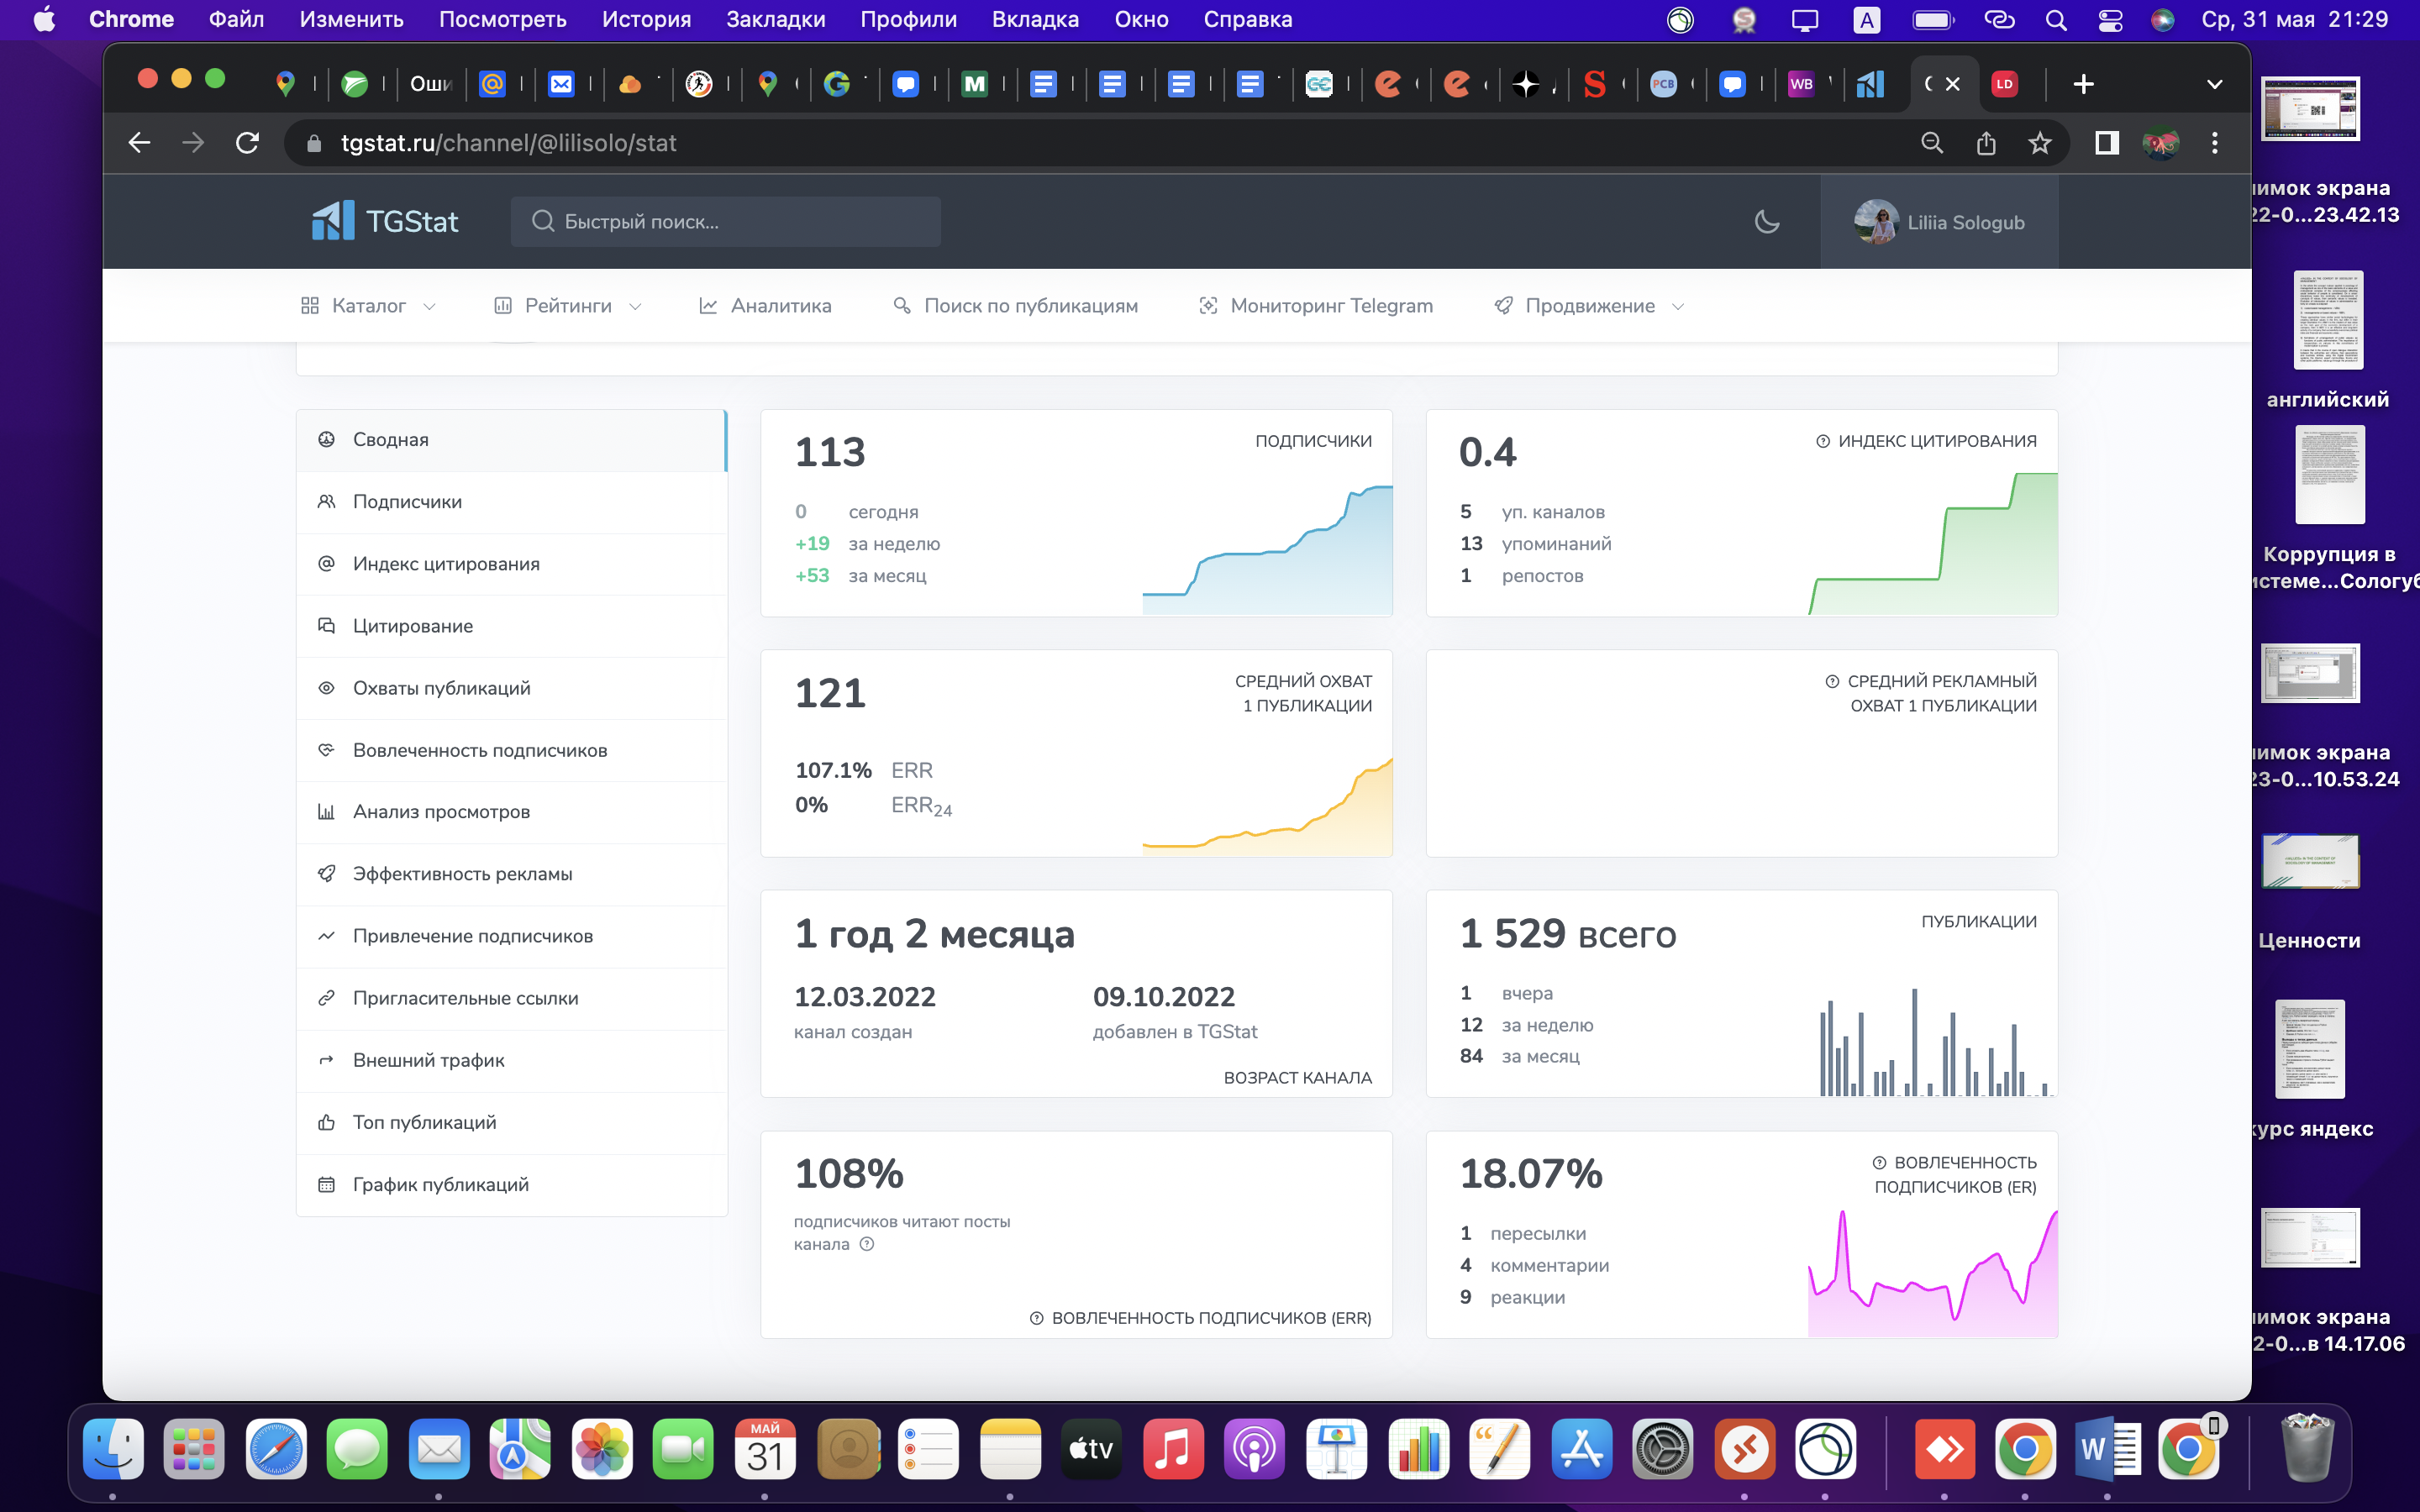 Chrome Файл Изменить Посмотреть История Закладки Профили Вкладка Окно Справка
A
Ср, 31 мая 21:29
Оши
M
PCB
WB
LD
tgstat.ru/channel/@lilisolo/stat
TGStat
Быстрый поиск...
Liliia Sologub
Каталог
Рейтинги
Аналитика
Поиск по публикациям
Мониторинг Telegram
Продвижение
Сводная
Подписчики
Индекс цитирования
Цитирование
Охваты публикаций
Вовлеченность подписчиков
Анализ просмотров
Эффективность рекламы
Привлечение подписчиков
Пригласительные ссылки
Внешний трафик
Топ публикаций
График публикаций
113
ПОДПИСЧИКИ
0 сегодня
+19 за неделю
+53 за месяц
0.4
ИНДЕКС ЦИТИРОВАНИЯ
5 уп. каналов
13 упоминаний
1 репостов
121
СРЕДНИЙ ОХВАТ
1 ПУБЛИКАЦИИ
107.1% ERR
0% ERR24
СРЕДНИЙ РЕКЛАМНЫЙ
ОХВАТ 1 ПУБЛИКАЦИИ
1 год 2 месяца
12.03.2022
канал создан
09.10.2022
добавлен в TGStat
ВОЗРАСТ КАНАЛА
1 529 всего
ПУБЛИКАЦИИ
1 вчера
12 за неделю
84 за месяц
108%
подписчиков читают посты
канала
ВОВЛЕЧЕННОСТЬ ПОДПИСЧИКОВ (ERR)
18.07%
ВОВЛЕЧЕННОСТЬ
ПОДПИСЧИКОВ (ER)
1 пересылки
4 комментарии
9 реакции
имок экрана
22-0...23.42.13
английский
Коррупция в
истеме...Сологуб
имок экрана
23-0...10.53.24
Ценности
курс яндекс
имок экрана
2-0...в 14.17.06
МАЙ
31
tv
W